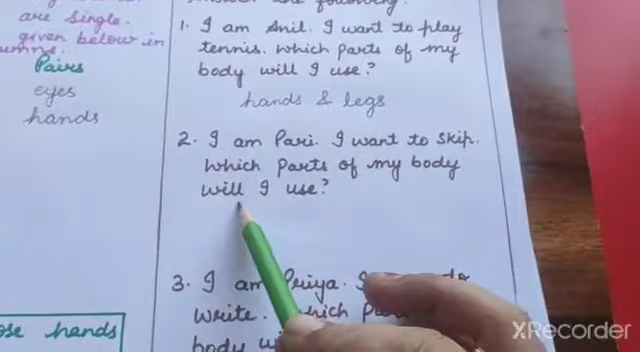 are single.
given below in
Pairs
eyes
hands
1. I am Anil. I want to play
tennis. Which parts of my
body will I use?
hands & legs
2. I am Pari. I want to skip.
Which parts of my body
will I use?
3. I am Priya. I
write. Which
body
hands
XRecorder